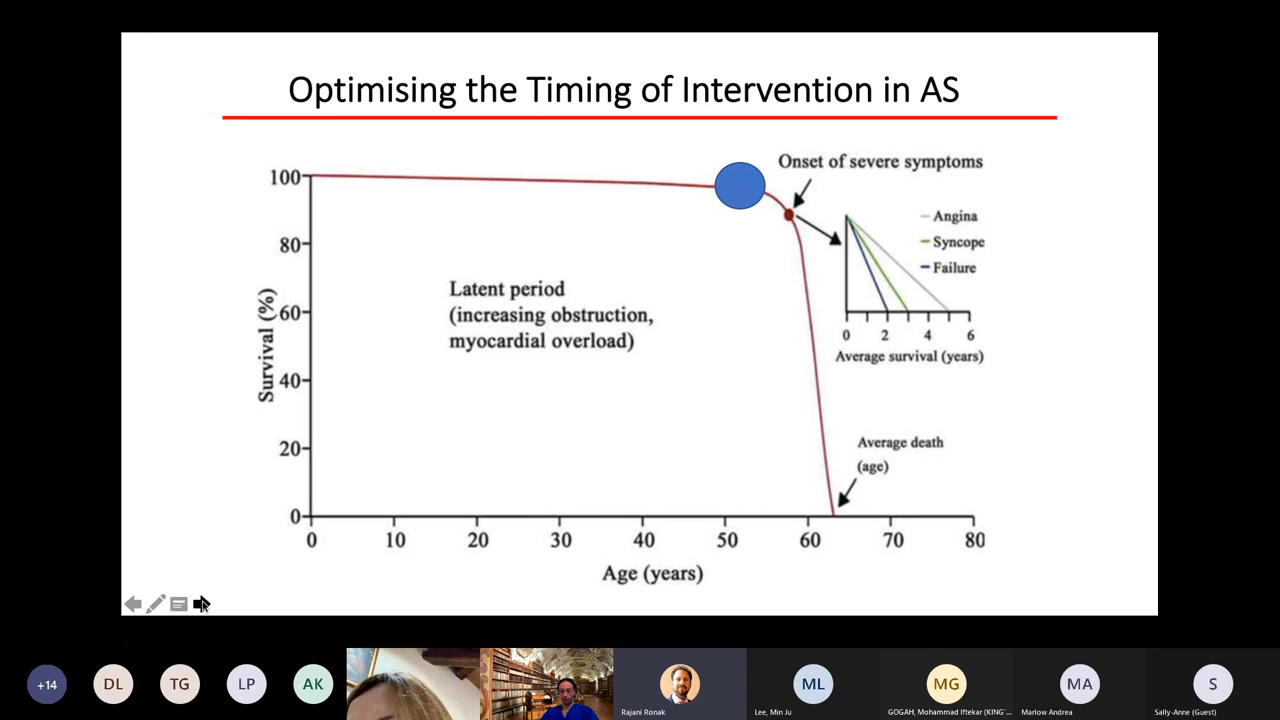 Optimising the Timing of Intervention in AS
Onset of severe symptoms
100
80
60
40
20
0
Survival (%)
Latent period
(increasing obstruction,
myocardial overload)
Angina
Syncope
Failure
0 2 4 6
Average survival (years)
Average death
(age)
0 10 20 30 40 50 60 70 80
Age (years)
+14
DL
TG
LP
AK
Rajani Ronak
ML
Lee, Min Ju
MG
GOGAH, Mohammad Iftekar (KING'...
MA
Marlow Andrea
S
Sally-Anne (Guest)